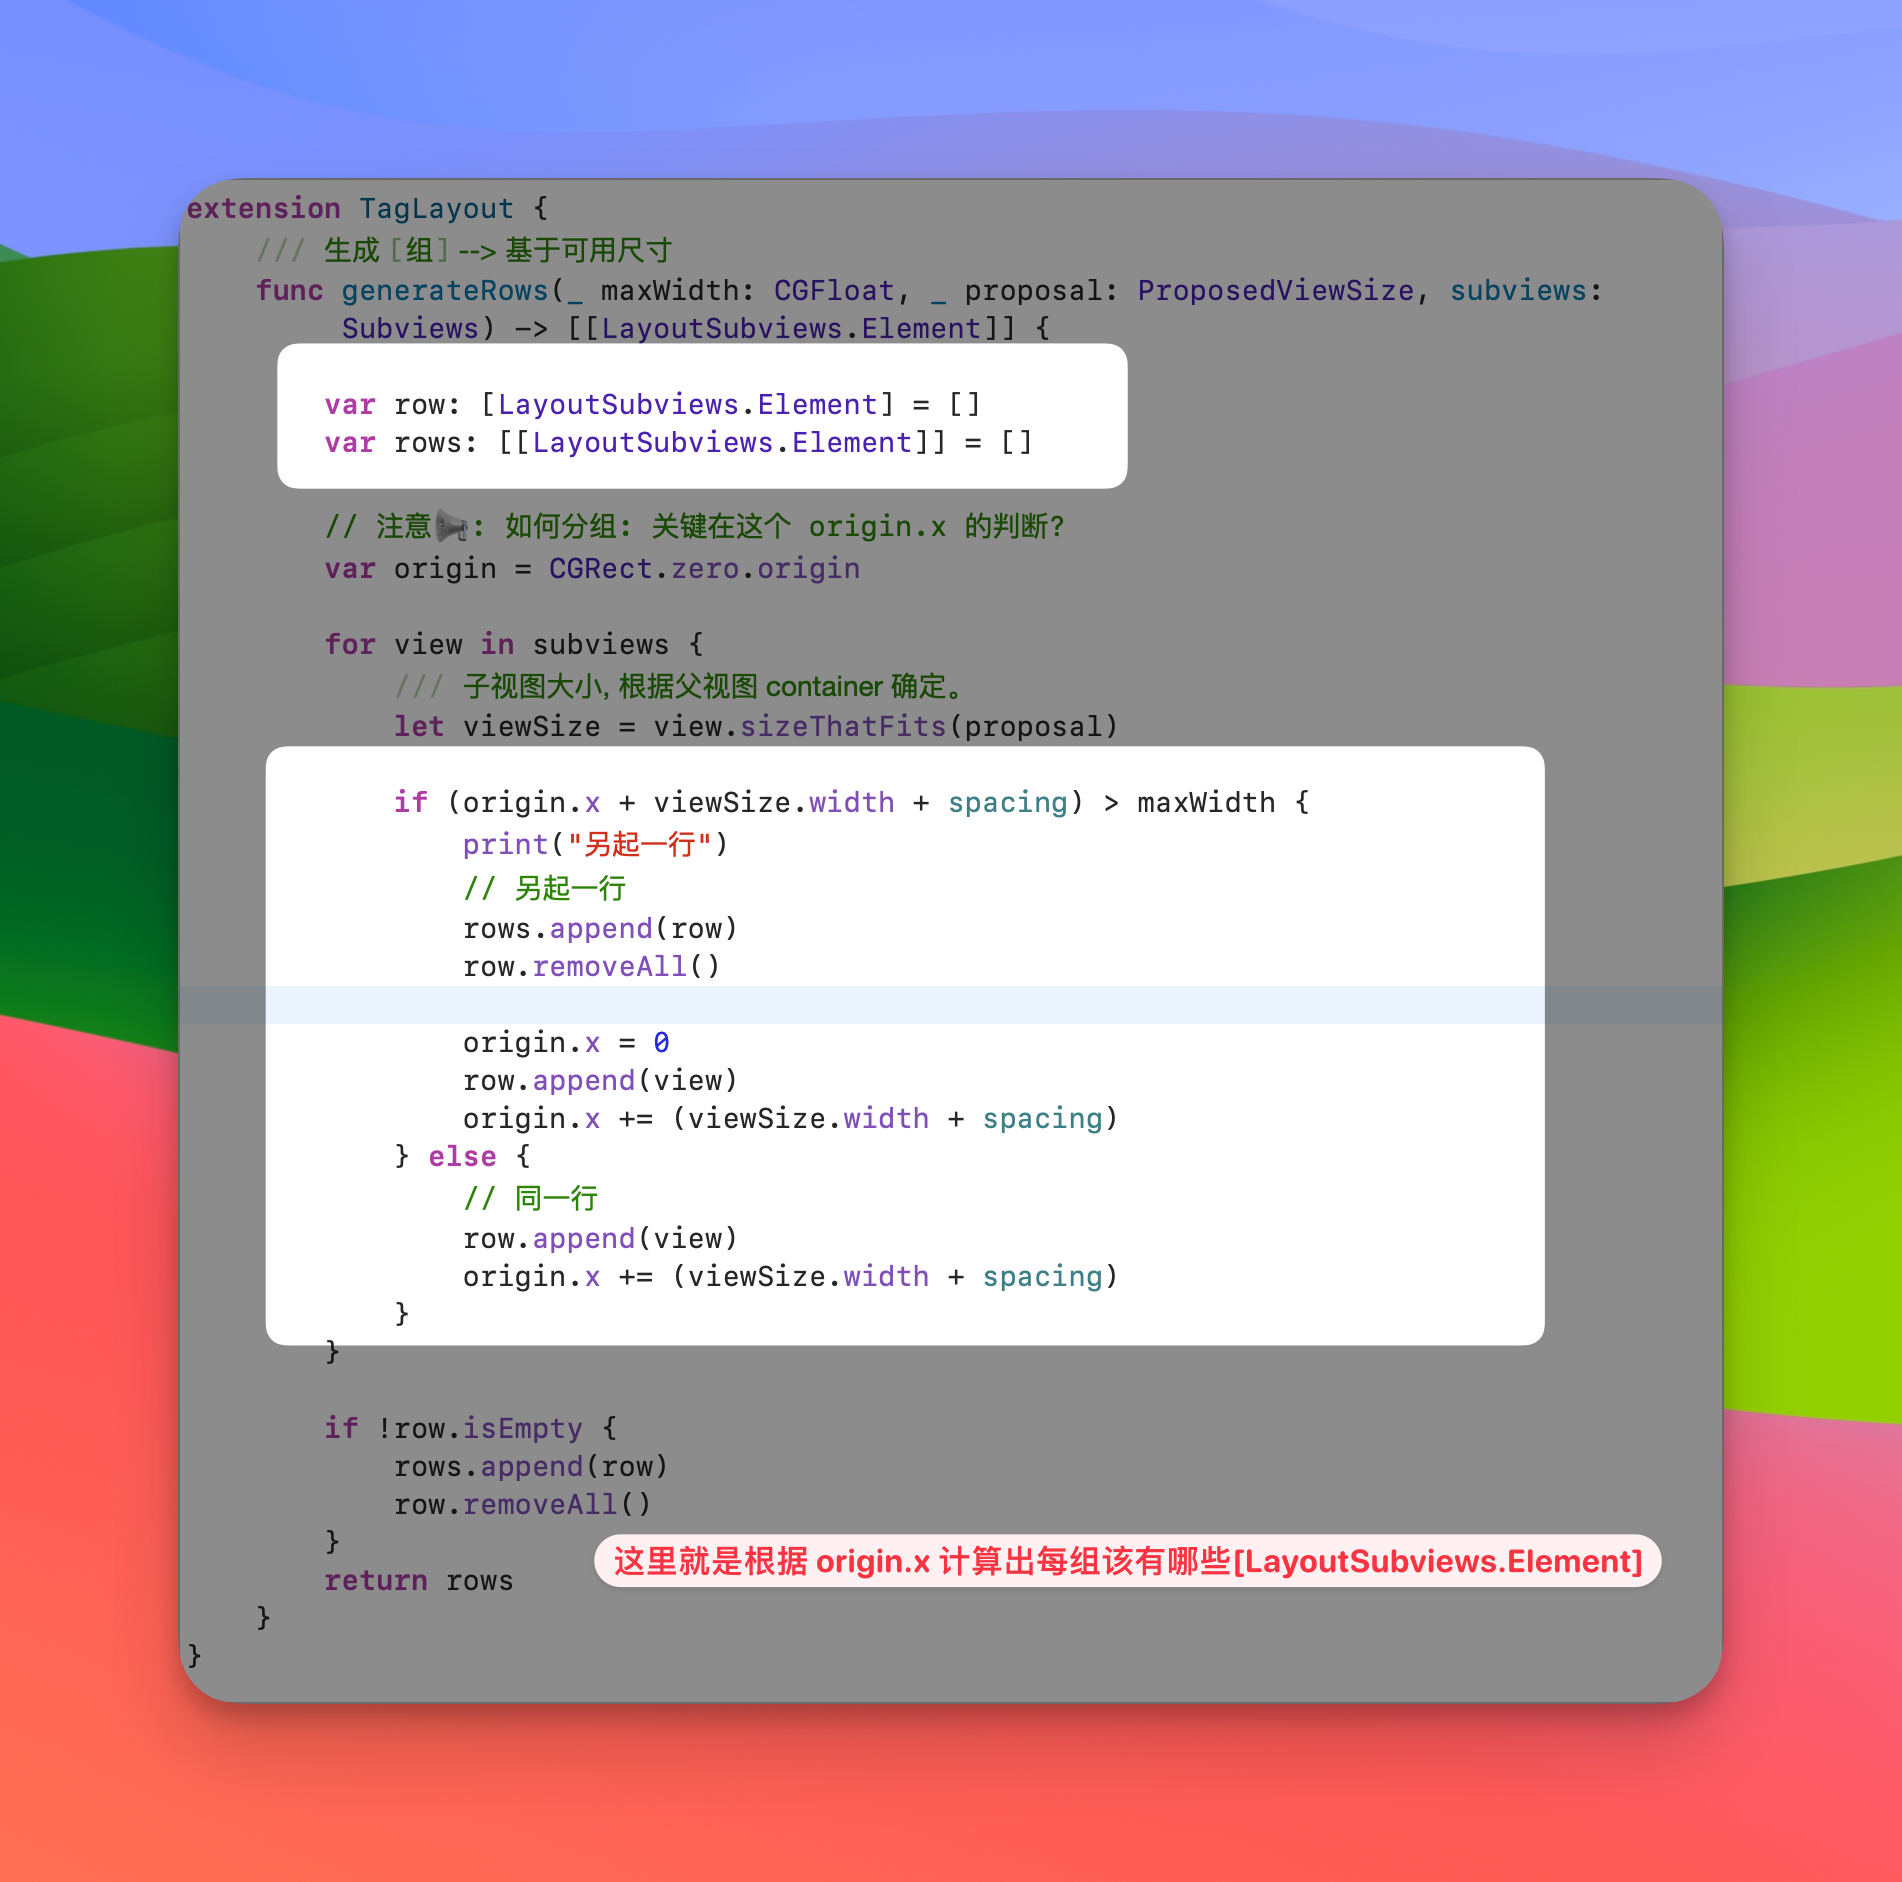 extension TagLayout {
/// 生成 [组] --> 基于可用尺寸
func generateRows(_ maxWidth: CGFloat, _ proposal: ProposedViewSize, subviews:
Subviews) -> [[LayoutSubviews.Element]] {
var row: [LayoutSubviews.Element] = []
var rows: [[LayoutSubviews.Element]] = []
// 注意📢: 如何分组: 关键在这个 origin.x 的判断?
var origin = CGRect.zero.origin
for view in subviews {
/// 子视图大小, 根据父视图 container 确定。
let viewSize = view.sizeThatFits(proposal)
if (origin.x + viewSize.width + spacing) > maxWidth {
print("另起一行")
// 另起一行
rows.append(row)
row.removeAll()
origin.x = 0
row.append(view)
origin.x += (viewSize.width + spacing)
} else {
// 同一行
row.append(view)
origin.x += (viewSize.width + spacing)
}
}
if !row.isEmpty {
rows.append(row)
row.removeAll()
}
这里就是根据 origin.x 计算出每组该有哪些[LayoutSubviews.Element]
return rows
}
}